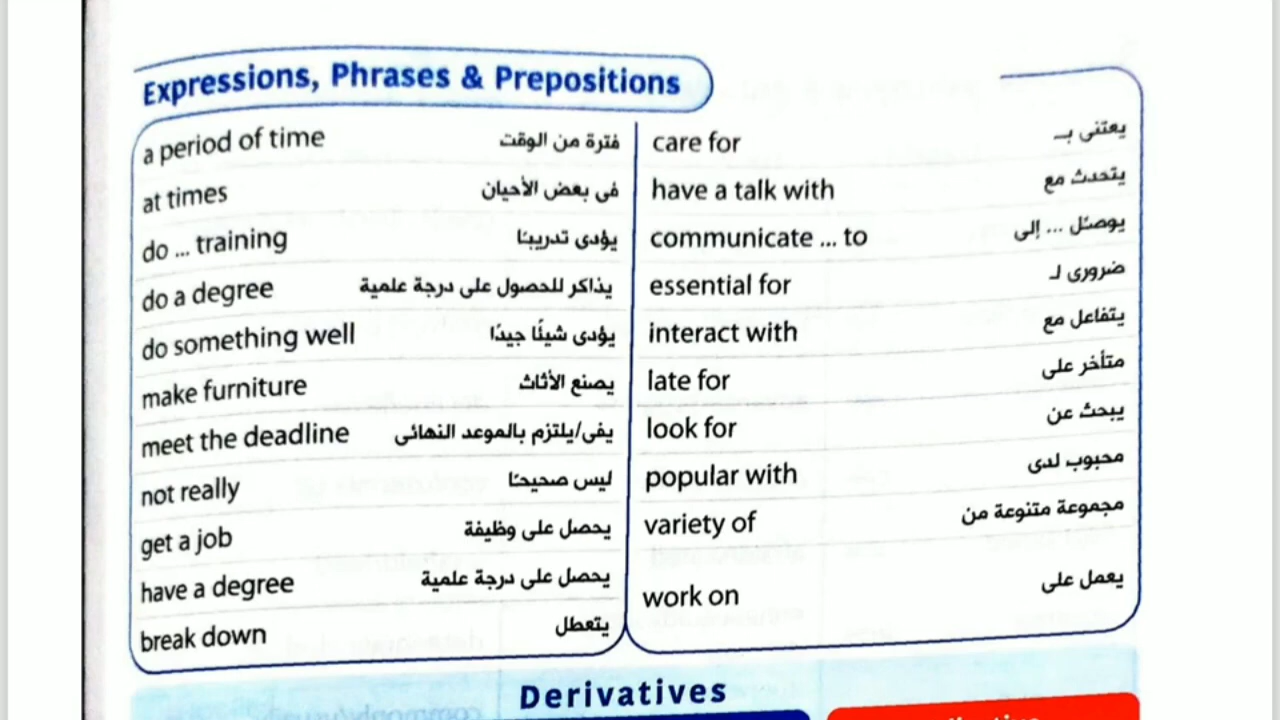 Expressions, Phrases & Prepositions
a period of time فترة من الوقت
at times فى بعض الأحيان
do ... training يؤدى تدريبًا
do a degree يذاكر للحصول على درجة علمية
do something well يؤدى شيئًا جيدًا
make furniture يصنع الأثاث
meet the deadline يفى/يلتزم بالموعد النهائى
not really ليس صحيحًا
get a job يحصل على وظيفة
have a degree يحصل على درجة علمية
break down يتعطل
care for يعتنى بـ
have a talk with يتحدث مع
communicate ... to يوصّل ... إلى
essential for ضرورى لـ
interact with يتفاعل مع
late for متأخر على
look for يبحث عن
popular with محبوب لدى
variety of مجموعة متنوعة من
work on يعمل على
Derivatives